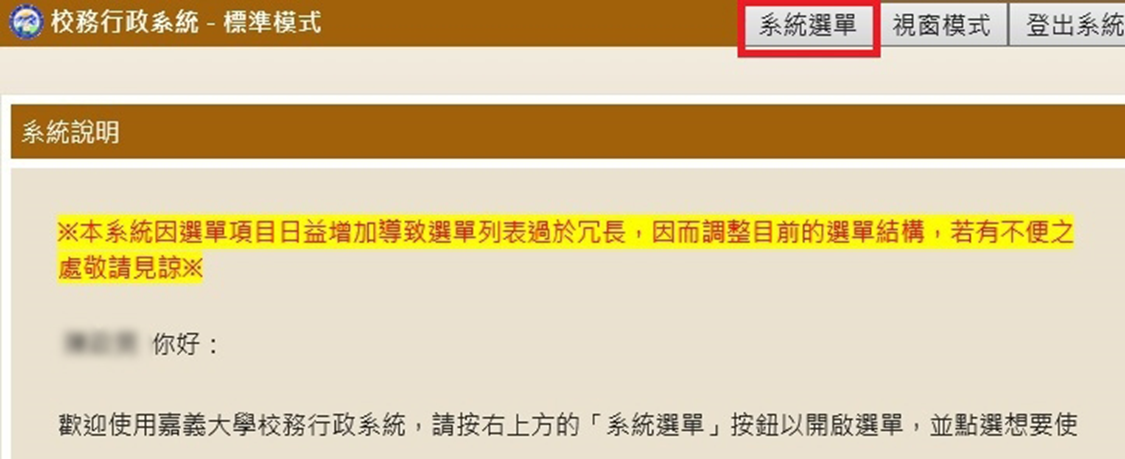 校務行政系統 - 標準模式
系統選單 視窗模式 登出系統
系統說明
※本系統因選單項目日益增加導致選單列表過於冗長，因而調整目前的選單結構，若有不便之
處敬請見諒※
你好：
歡迎使用嘉義大學校務行政系統，請按右上方的「系統選單」按鈕以開啟選單，並點選想要使